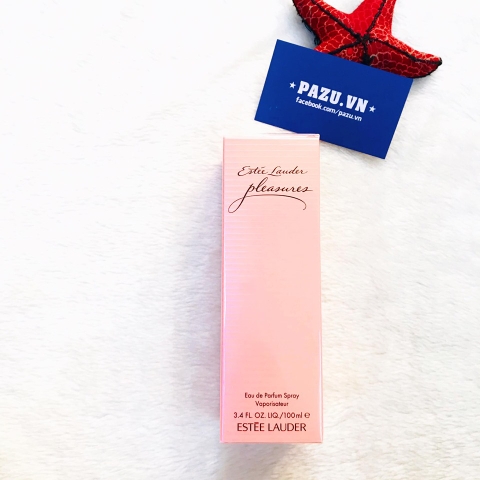 ★ PAZU.VN ★
facebook.com/pazu.vn
Estēe Lauder
pleasures
Eau de Parfum Spray
Vaporisateur
3.4 FL. OZ. LIQ./100ml ℮
ESTĒE LAUDER